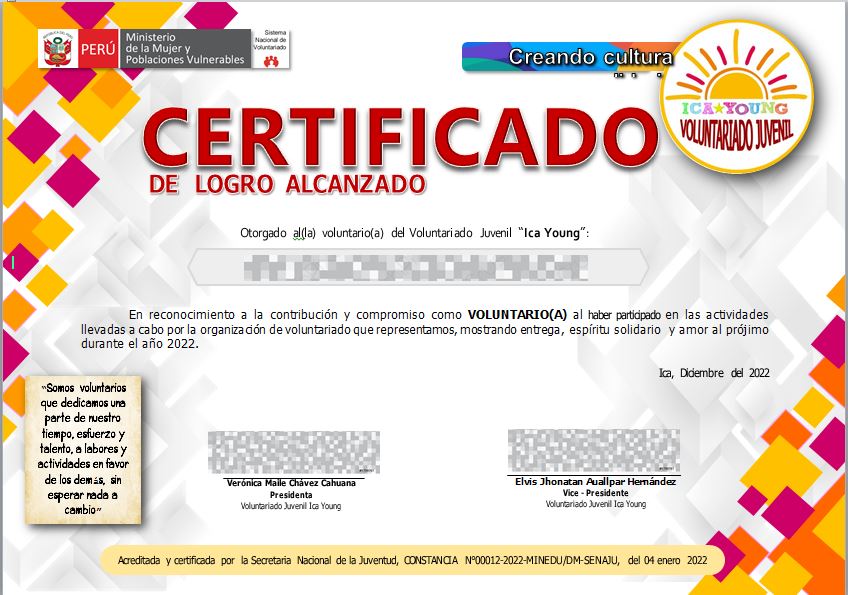 PERÚ
Ministerio
de la Mujer y
Poblaciones Vulnerables
Sistema
Nacional de
Voluntariado
Creando cultura
ICA★YOUNG
VOLUNTARIADO JUVENIL
CERTIFICADO
DE LOGRO ALCANZADO
Otorgado al(la) voluntario(a) del Voluntariado Juvenil "Ica Young":
En reconocimiento a la contribución y compromiso como VOLUNTARIO(A) al haber participado en las actividades
llevadas a cabo por la organización de voluntariado que representamos, mostrando entrega, espíritu solidario y amor al prójimo
durante el año 2022.
Ica, Diciembre del 2022
"Somos voluntarios
que dedicamos una
parte de nuestro
tiempo, esfuerzo y
talento, a labores y
actividades en favor
de los demás, sin
esperar nada a
cambio"
Verónica Maile Chávez Cahuana
Presidenta
Voluntariado Juvenil Ica Young
Elvis Jhonatan Auallpar Hernández
Vice - Presidente
Voluntariado Juvenil Ica Young
Acreditada y certificada por la Secretaria Nacional de la Juventud, CONSTANCIA N°00012-2022-MINEDU/DM-SENAJU, del 04 enero 2022